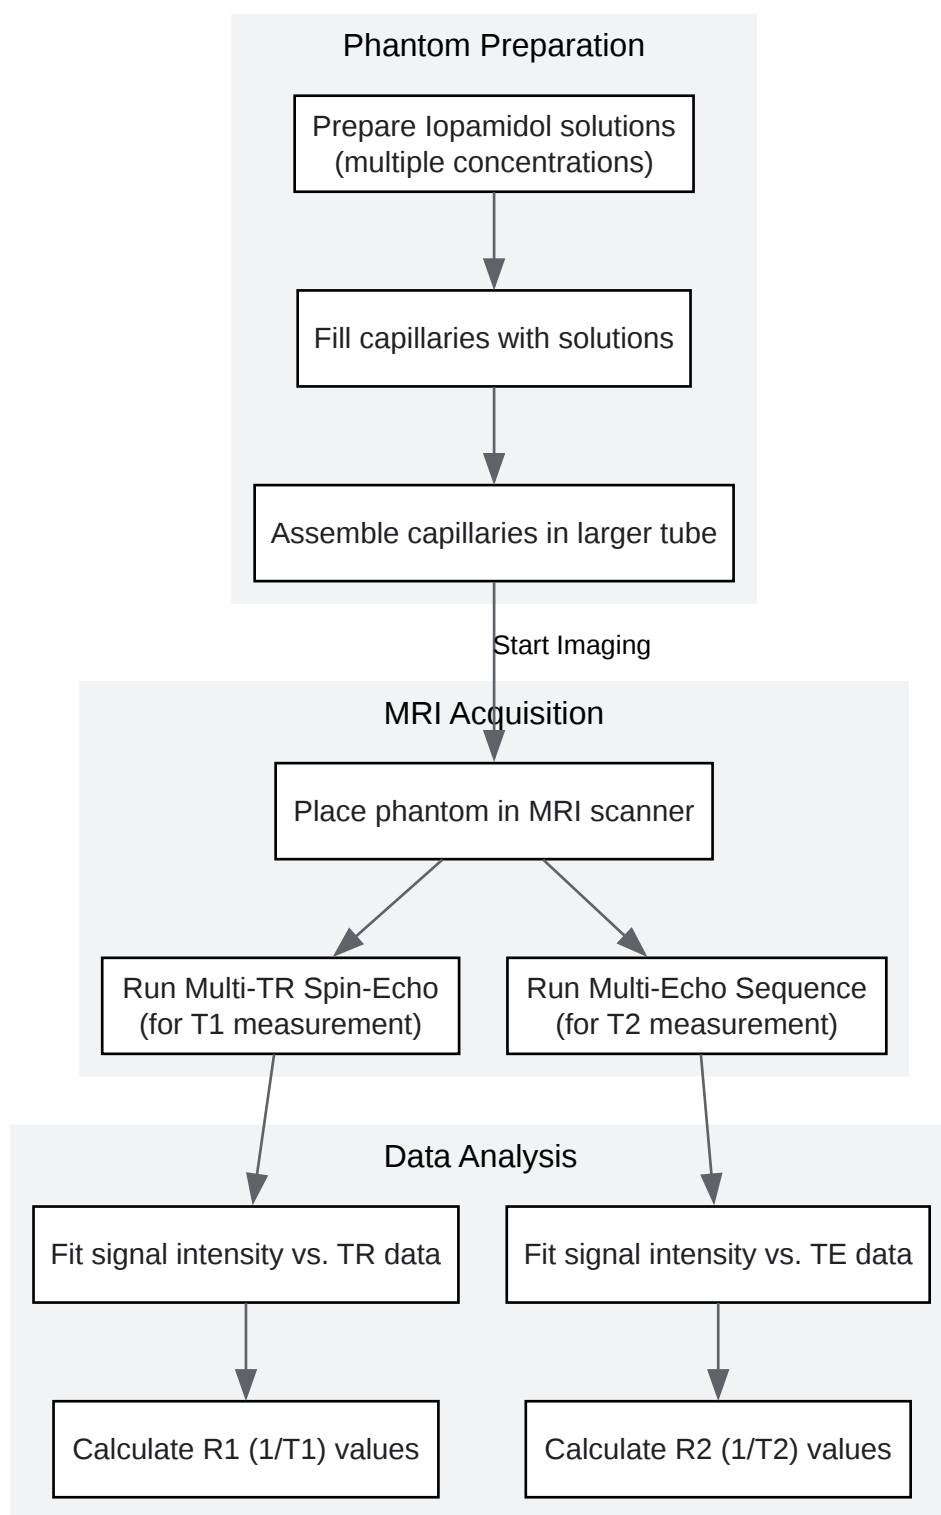 Phantom Preparation
Prepare Iopamidol solutions
(multiple concentrations)
Fill capillaries with solutions
Assemble capillaries in larger tube
Start Imaging
MRI Acquisition
Place phantom in MRI scanner
Run Multi-TR Spin-Echo
(for T1 measurement)
Run Multi-Echo Sequence
(for T2 measurement)
Data Analysis
Fit signal intensity vs. TR data
Fit signal intensity vs. TE data
Calculate R1 (1/T1) values
Calculate R2 (1/T2) values